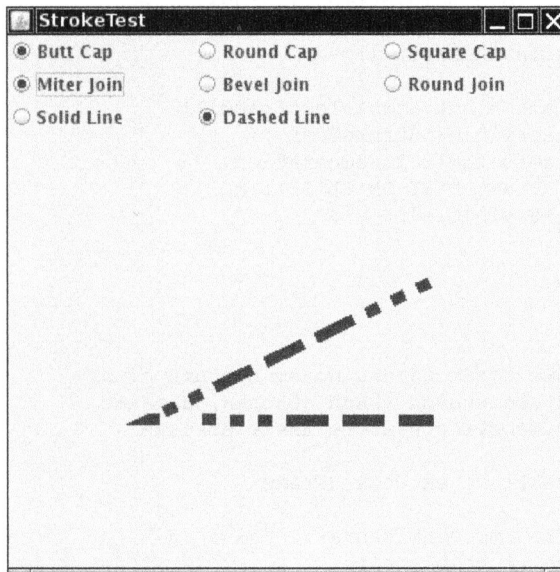 StrokeTest
Butt Cap Round Cap Square Cap
Miter Join Bevel Join Round Join
Solid Line Dashed Line